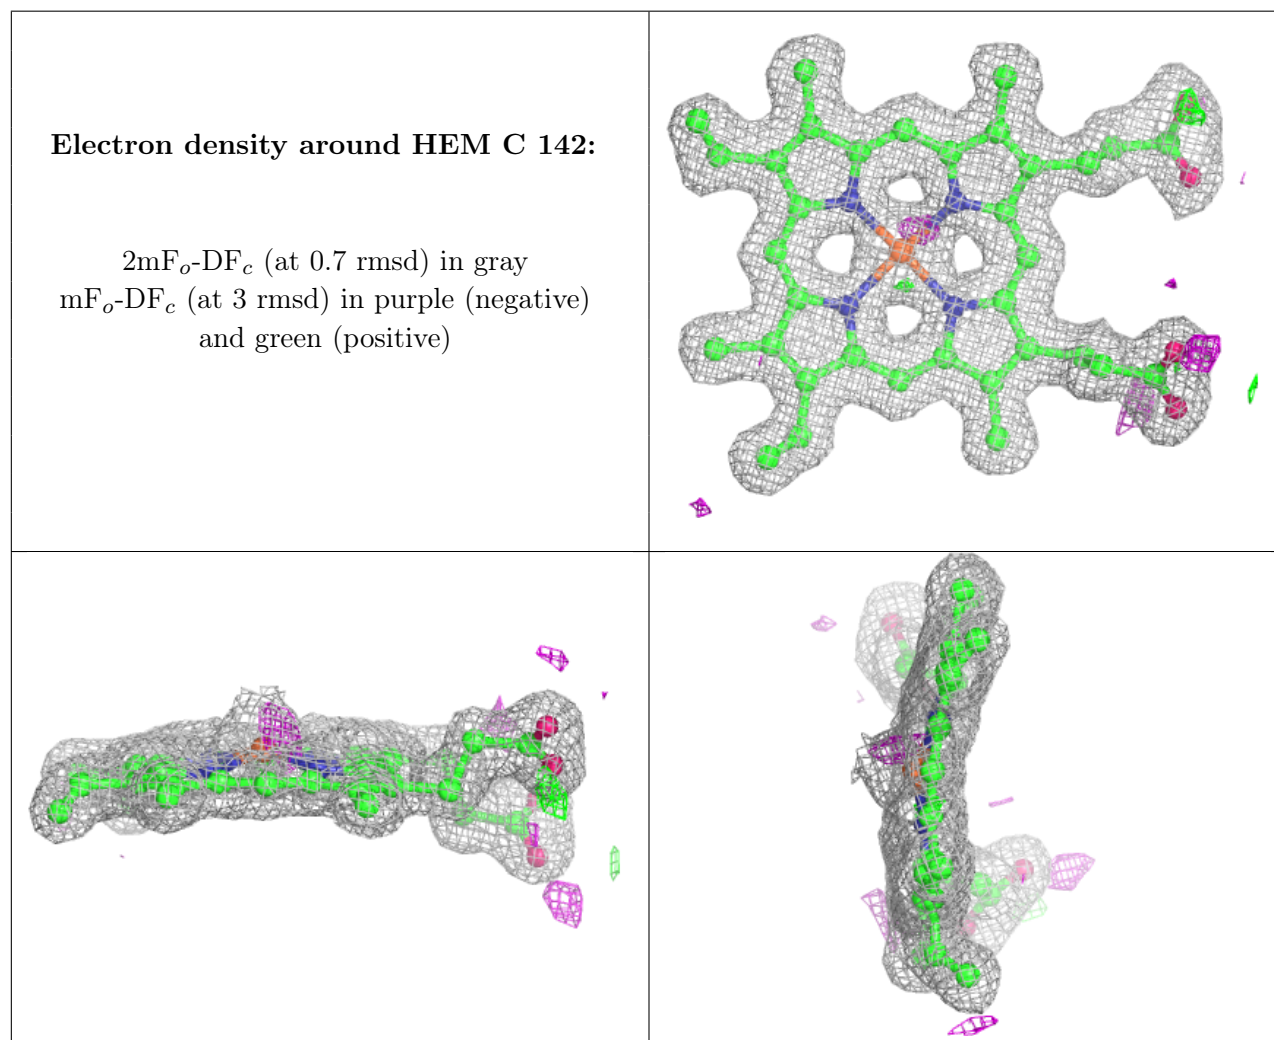 Electron density around HEM C 142:
2mFₒ-DF𝑐 (at 0.7 rmsd) in gray
mFₒ-DF𝑐 (at 3 rmsd) in purple (negative)
and green (positive)